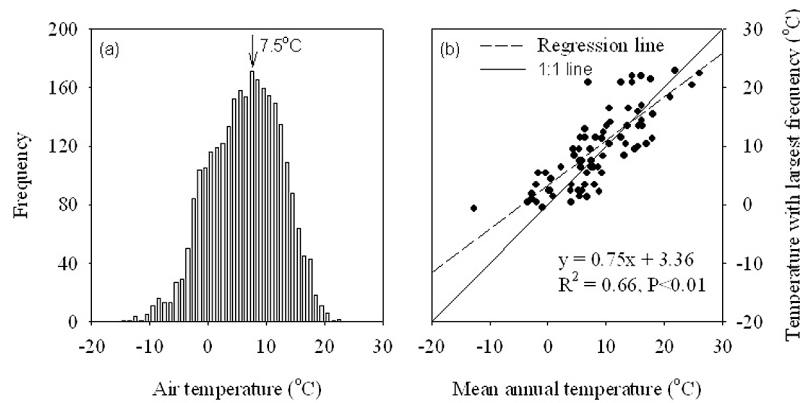 (a)
7.5°C
200
160
120
80
40
0
Frequency
-20 -10 0 10 20 30
Air temperature (°C)
(b)
Regression line
1:1 line
y = 0.75x + 3.36
R² = 0.66, P<0.01
30
20
10
0
-10
-20
Temperature with largest frequency (°C)
-20 -10 0 10 20 30
Mean annual temperature (°C)